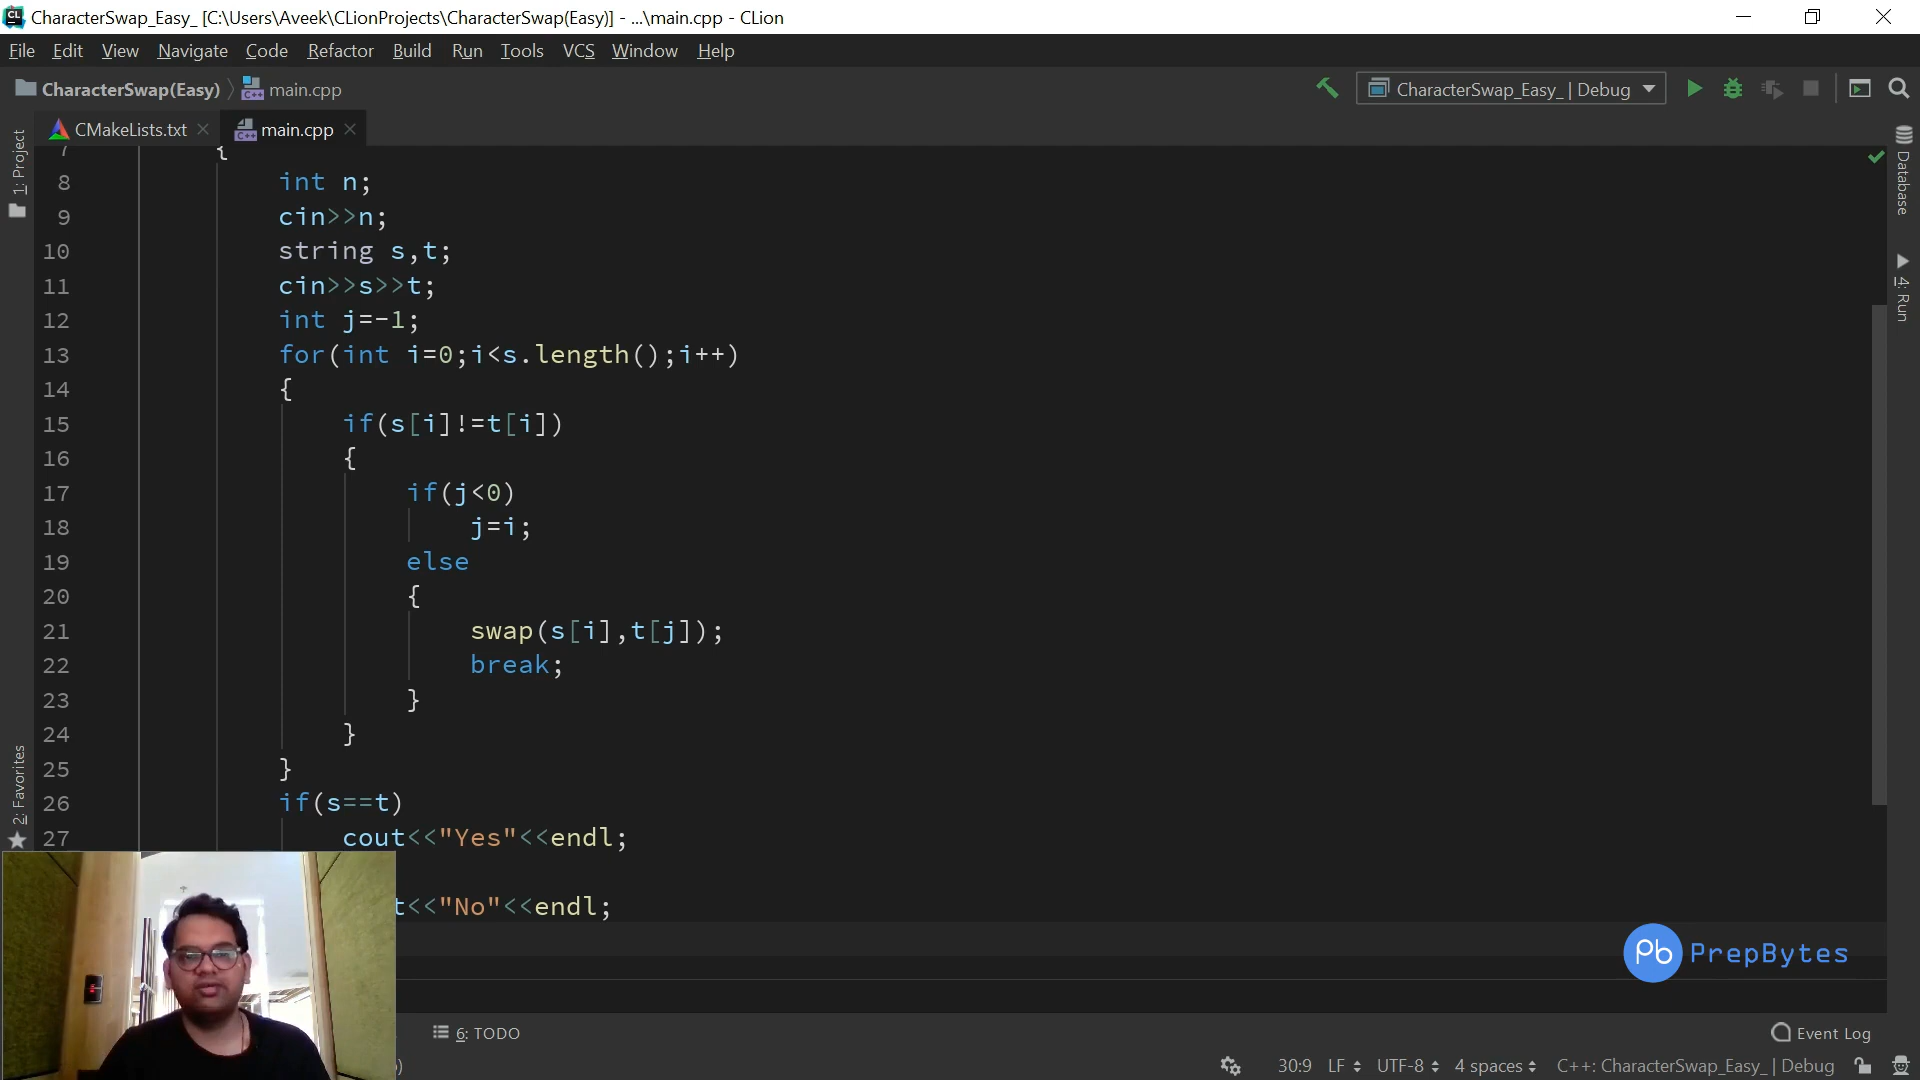 CharacterSwap_Easy_ [C:\Users\Aveek\CLionProjects\CharacterSwap(Easy)] - ...\main.cpp - CLion
File Edit View Navigate Code Refactor Build Run Tools VCS Window Help
CharacterSwap(Easy) main.cpp
CharacterSwap_Easy_ | Debug
CMakeLists.txt
main.cpp
1: Project
Database
4: Run
2: Favorites
7 {
8 int n;
9 cin>>n;
10 string s,t;
11 cin>>s>>t;
12 int j=-1;
13 for(int i=0;i<s.length();i++)
14 {
15 if(s[i]!=t[i])
16 {
17 if(j<0)
18 j=i;
19 else
20 {
21 swap(s[i],t[j]);
22 break;
23 }
24 }
25 }
26 if(s==t)
27 cout<<"Yes"<<endl;
t<<"No"<<endl;
Pb PrepBytes
6: TODO
Event Log
30:9 LF UTF-8 4 spaces C++: CharacterSwap_Easy_ | Debug